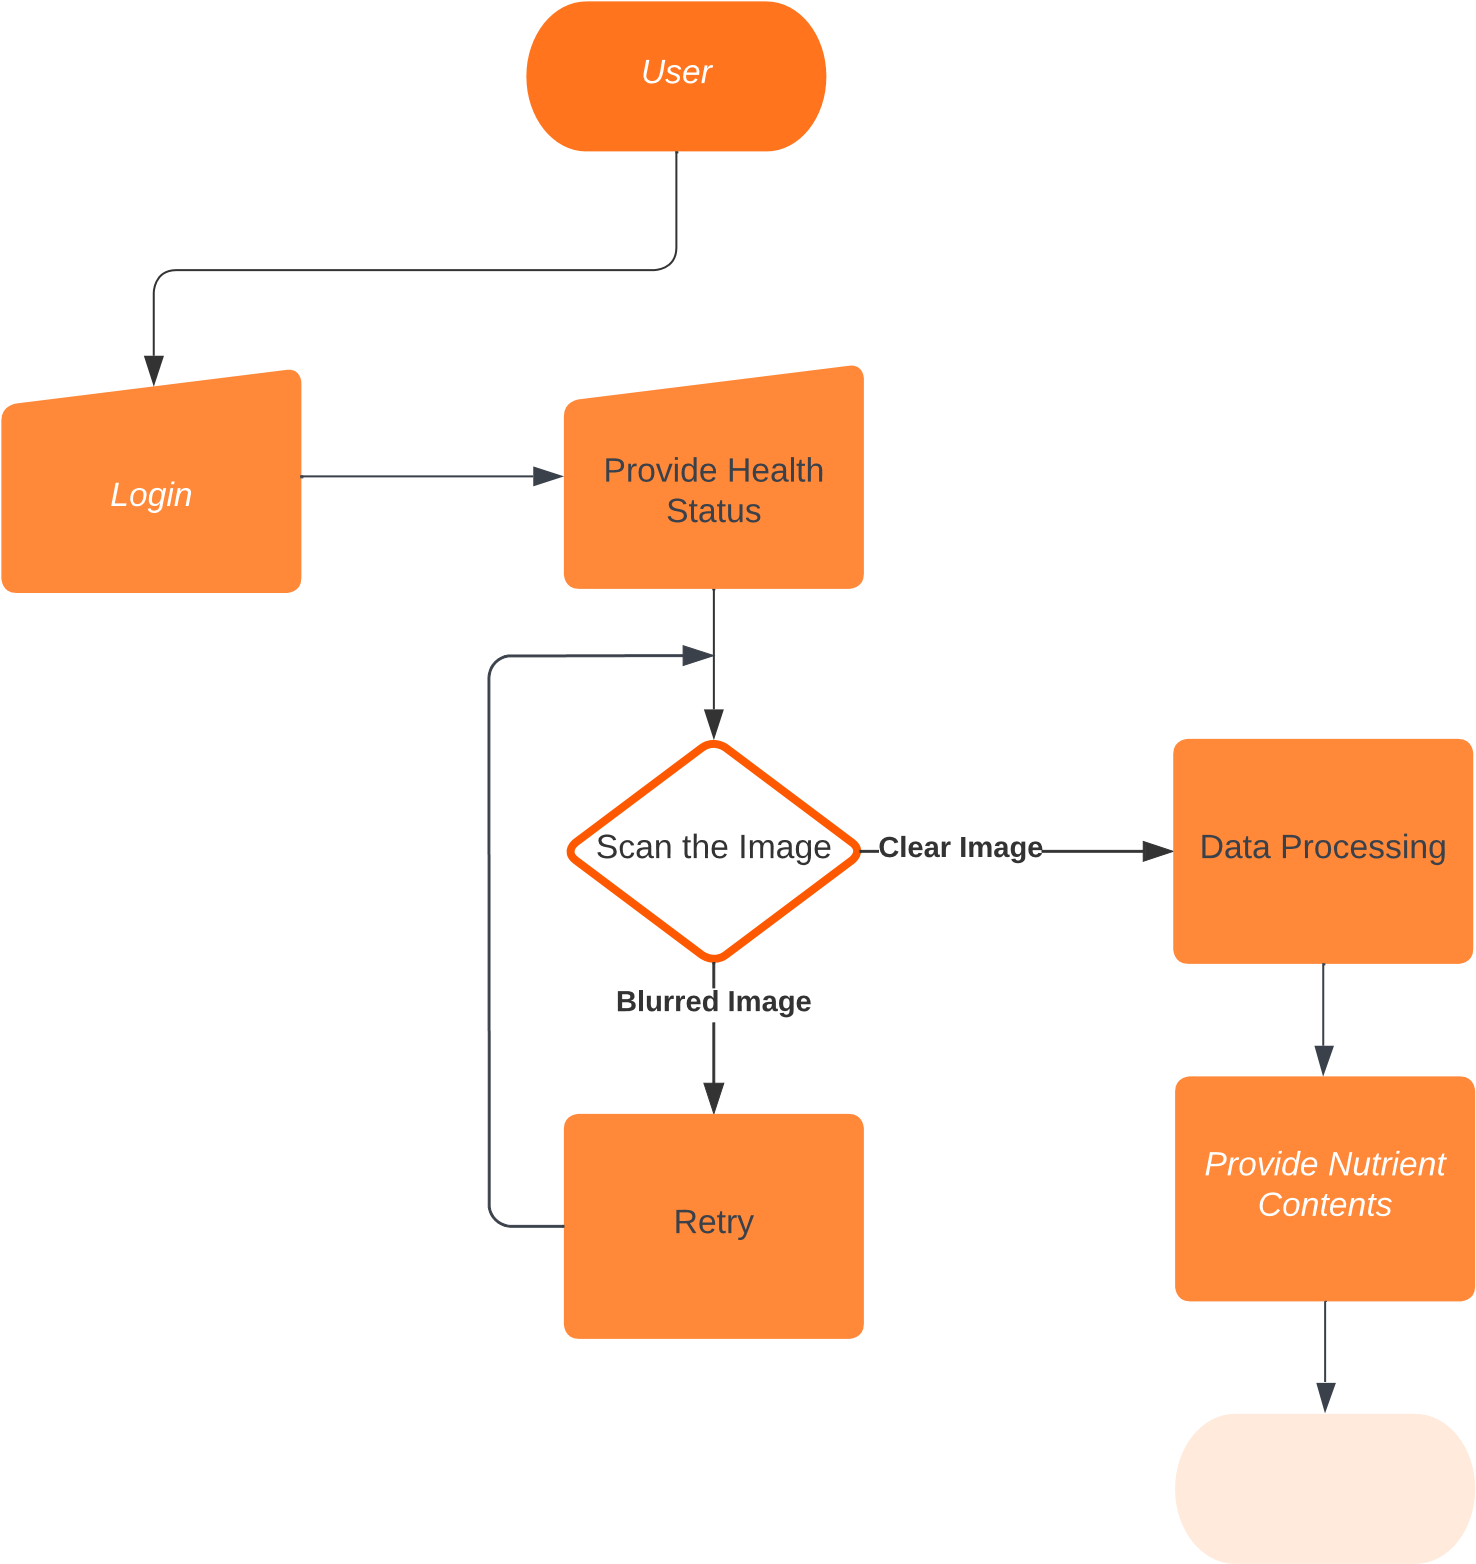 User
Login
Provide Health
Status
Scan the Image
Clear Image
Data Processing
Blurred Image
Retry
Provide Nutrient
Contents